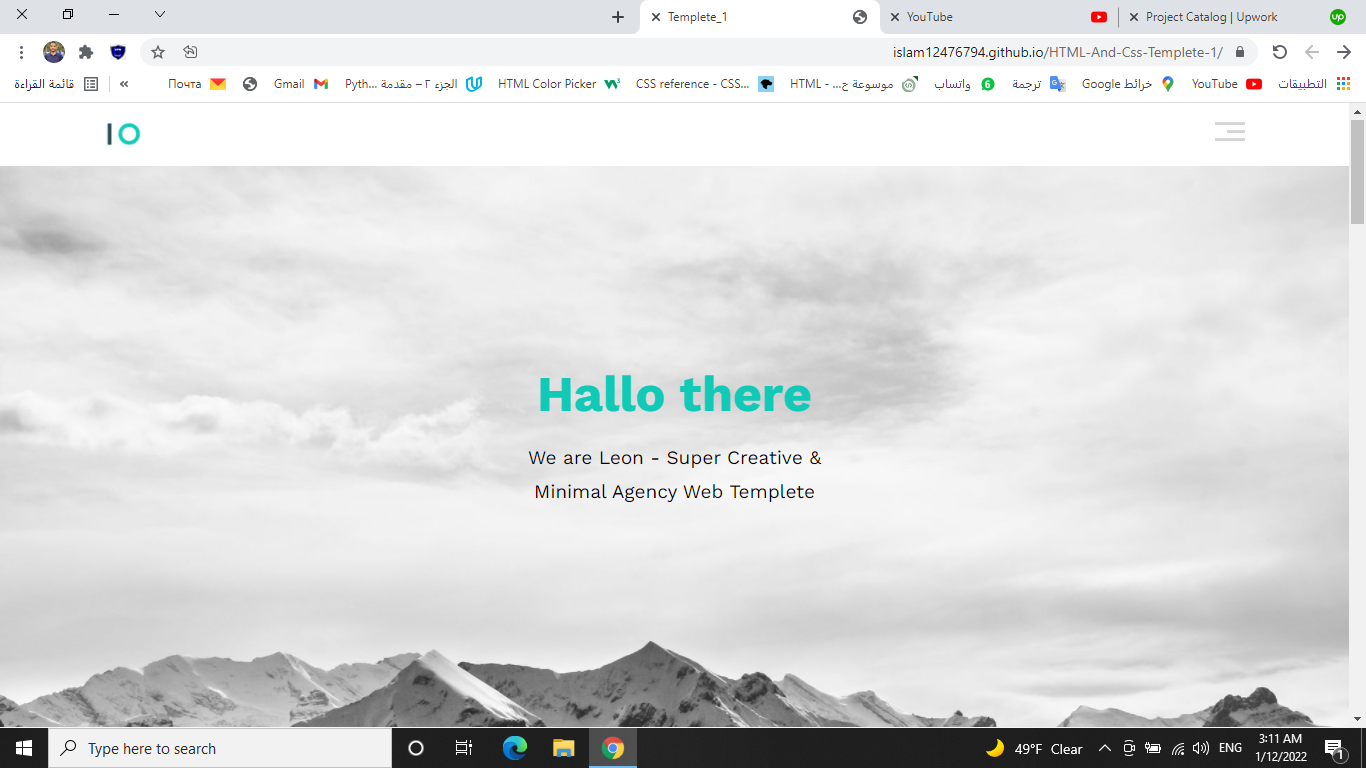 Templete_1
YouTube
Project Catalog | Upwork
up
islam12476794.github.io/HTML-And-Css-Templete-1/
التطبيقات
YouTube
خرائط Google
ترجمة
واتساب
6
موسوعة ح... - HTML
CSS reference - CSS...
HTML Color Picker
الجزء ٢ – مقدمة ...Pyth
Gmail
Почта
قائمة القراءة
IO
Hallo there
We are Leon - Super Creative &
Minimal Agency Web Templete
Type here to search
49°F Clear
ENG
3:11 AM
1/12/2022
1